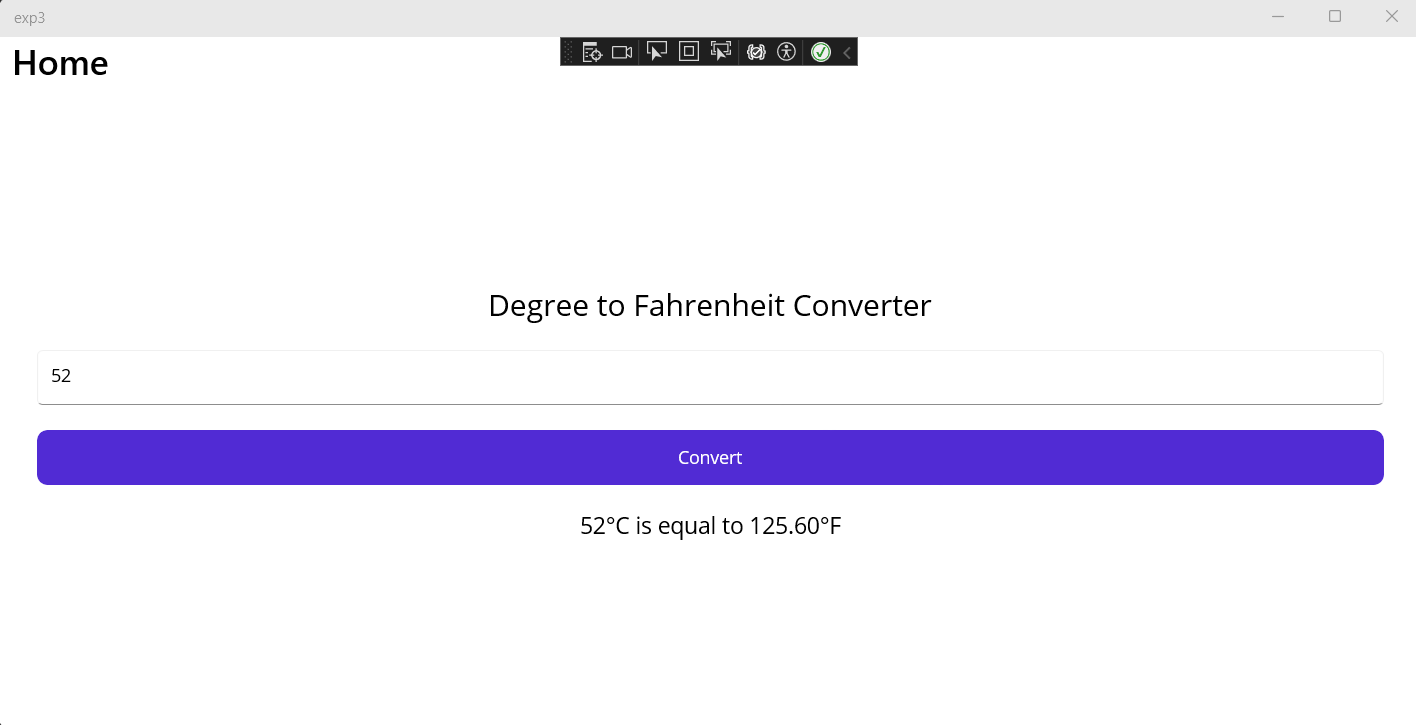 exp3
Home
Degree to Fahrenheit Converter
52
Convert
52°C is equal to 125.60°F